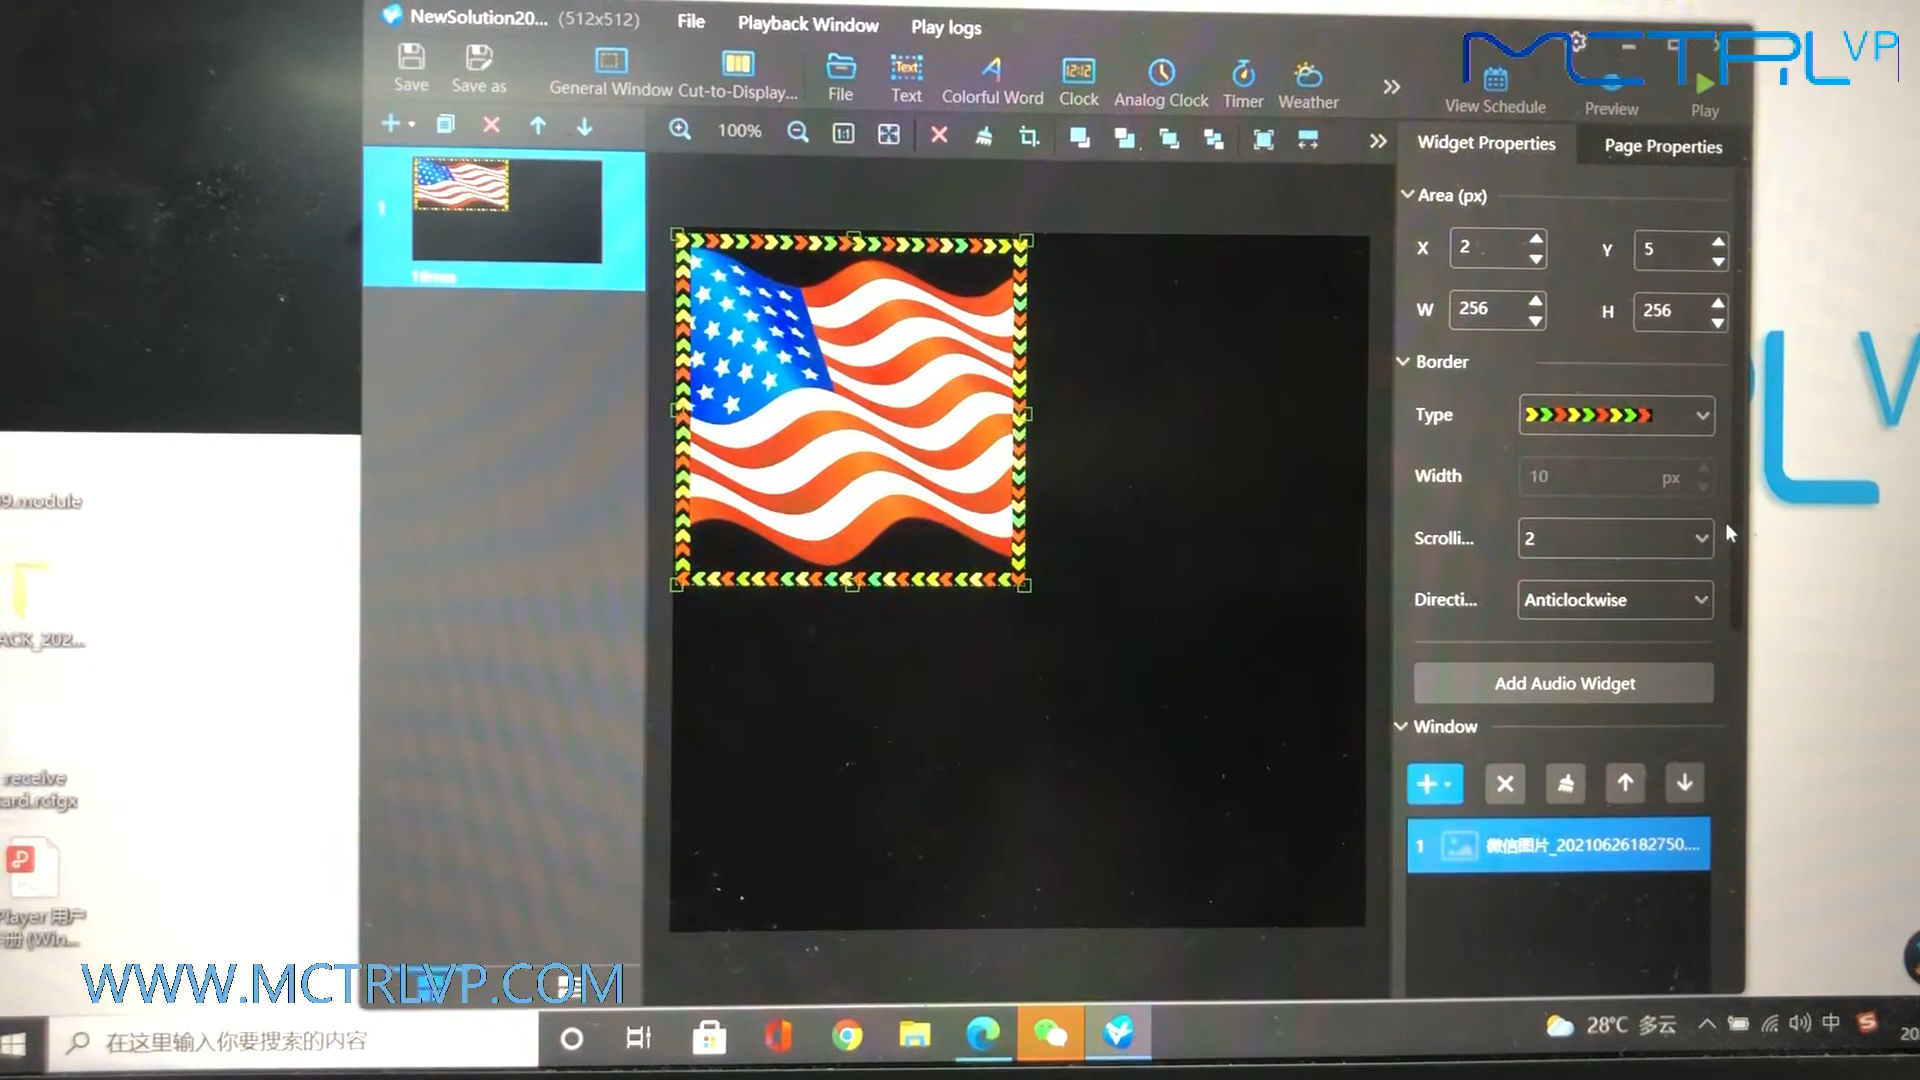 NewSolution20... (512x512) File Playback Window Play logs
MCTRL VP
Save Save as General Window Cut-to-Display... File Text Colorful Word Clock Analog Clock Timer Weather View Schedule Preview Play
100%
Widget Properties Page Properties
1
Area (px)
X 2 Y 5
W 256 H 256
Border
Type
Width 10 px
Scrolli... 2
Directi... Anticlockwise
Add Audio Widget
Window
1 微信图片_20210626182750....
9.module
ACK_202...
receive
ard.rcfgx
Player 用户
册 (Win...
WWW.MCTRLVP.COM
在这里输入你要搜索的内容
28°C 多云
中
20